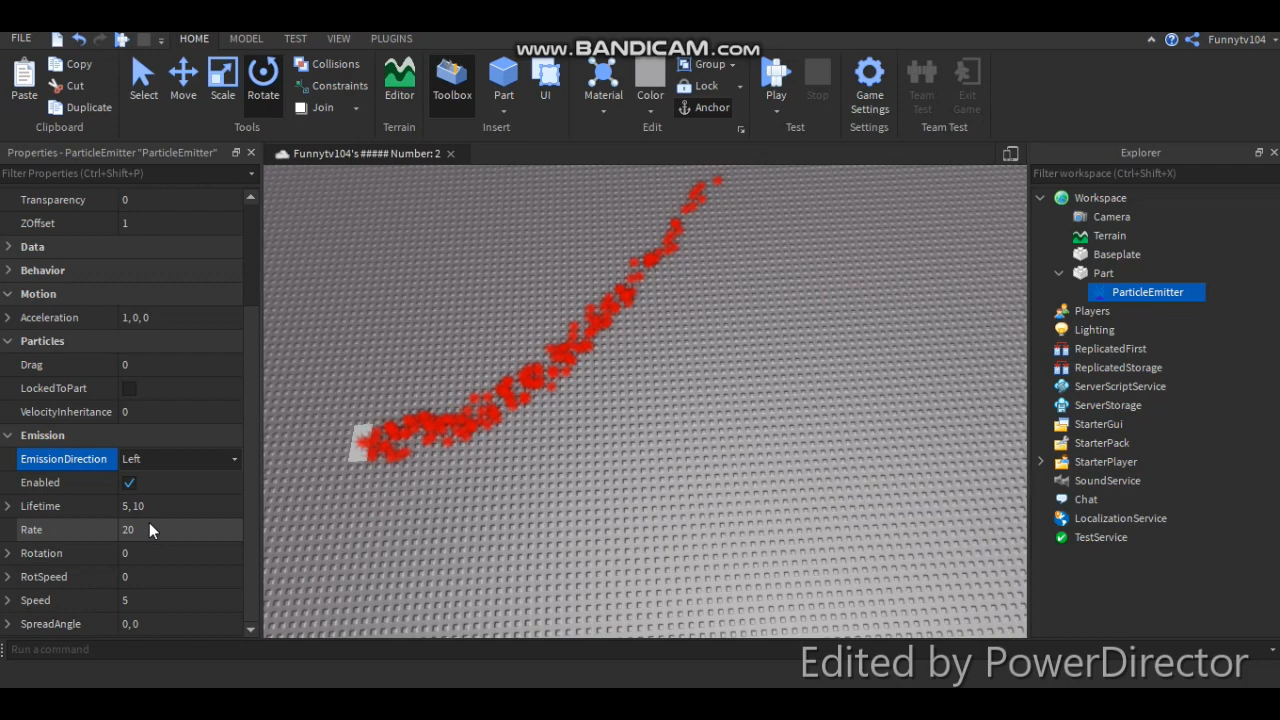 www.BANDICAM.com
FILE HOME MODEL TEST VIEW PLUGINS Funnytv104
Paste Copy Cut Duplicate Select Move Scale Rotate Collisions Constraints Join Editor Toolbox Part UI Material Color Group Lock Anchor Play Stop Game Settings Team Test Exit Game
Clipboard Tools Terrain Insert Edit Test Settings Team Test
Properties - ParticleEmitter "ParticleEmitter"
Filter Properties (Ctrl+Shift+P)
Transparency 0
ZOffset 1
Data
Behavior
Motion
Acceleration 1, 0, 0
Particles
Drag 0
LockedToPart
VelocityInheritance 0
Emission
EmissionDirection Left
Enabled
Lifetime 5, 10
Rate 20
Rotation 0
RotSpeed 0
Speed 5
SpreadAngle 0, 0
Run a command
Funnytv104's ##### Number: 2
Explorer
Filter workspace (Ctrl+Shift+X)
Workspace
Camera
Terrain
Baseplate
Part
ParticleEmitter
Players
Lighting
ReplicatedFirst
ReplicatedStorage
ServerScriptService
ServerStorage
StarterGui
StarterPack
StarterPlayer
SoundService
Chat
LocalizationService
TestService
Edited by PowerDirector